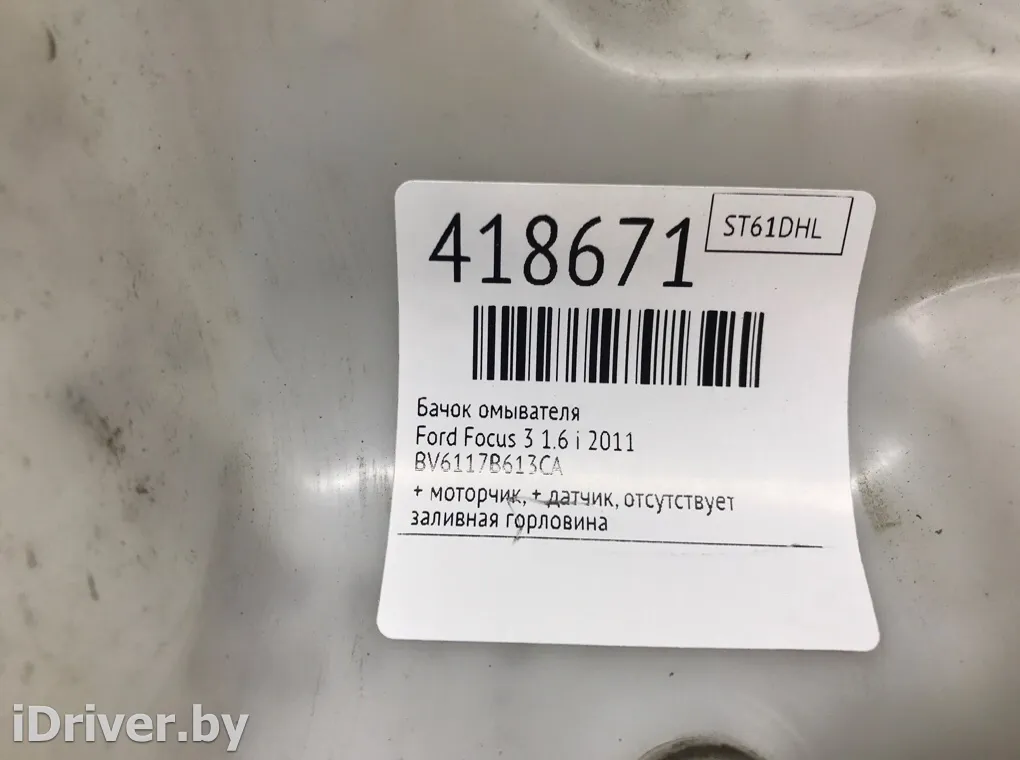 418671
ST61DHL
Бачок омывателя
Ford Focus 3 1.6 i 2011
BV6117B613CA
+ моторчик, + датчик, отсутствует
заливная горловина
iDriver.by